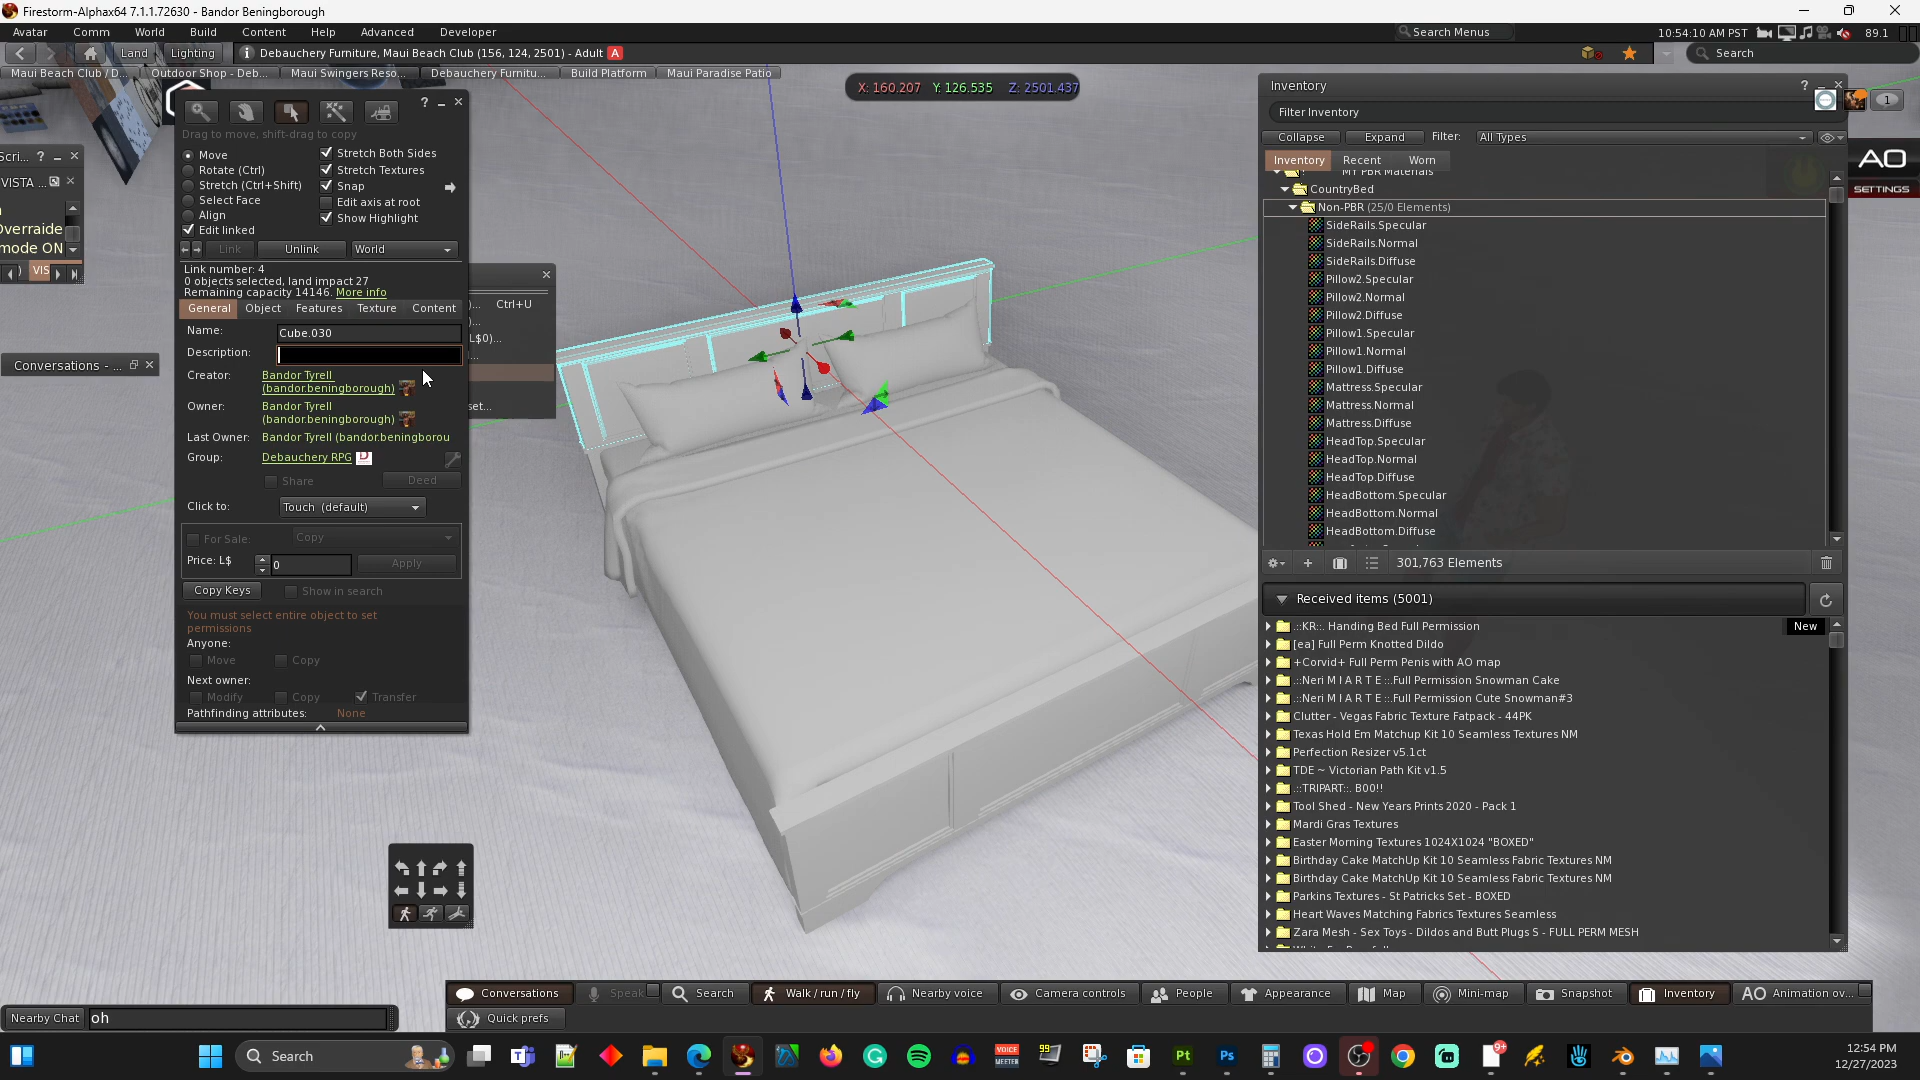 Firestorm-Alphax64 7.1.1.72630 - Bandor Beningborough
Avatar Comm World Build Content Help Advanced Developer
Search Menus
10:54:10 AM PST
89.1
Land Lighting
Debauchery Furniture, Maui Beach Club (156, 124, 2501) - Adult A
Search
Maui Beach Club / D... Outdoor Shop - Deb... Maui Swingers Reso... Debauchery Furnitu... Build Platform Maui Paradise Patio
X: 160.207 Y: 126.535 Z: 2501.437
Drag to move, shift-drag to copy
Move
Rotate (Ctrl)
Stretch (Ctrl+Shift)
Select Face
Align
Edit linked
Stretch Both Sides
Stretch Textures
Snap
Edit axis at root
Show Highlight
Link Unlink World
Link number: 4
0 objects selected, land impact 27
Remaining capacity 14146. More info
General Object Features Texture Content
Name: Cube.030
Description:
Creator: Bandor Tyrell
(bandor.beningborough)
Owner: Bandor Tyrell
(bandor.beningborough)
Last Owner: Bandor Tyrell (bandor.beningborou
Group: Debauchery RPG D
Share Deed
Click to: Touch (default)
For Sale: Copy
Price: L$ 0 Apply
Copy Keys Show in search
You must select entire object to set
permissions
Anyone:
Move Copy
Next owner:
Modify Copy Transfer
Pathfinding attributes: None
Scri... ?
VISTA ...
Overraide
mode ON
VIS
Conversations - ...
)... Ctrl+U
)...
L$0)...
set...
Inventory
1
Filter Inventory
Collapse Expand Filter: All Types
Inventory Recent Worn
MY PBR Materials
CountryBed
Non-PBR (25/0 Elements)
SideRails.Specular
SideRails.Normal
SideRails.Diffuse
Pillow2.Specular
Pillow2.Normal
Pillow2.Diffuse
Pillow1.Specular
Pillow1.Normal
Pillow1.Diffuse
Mattress.Specular
Mattress.Normal
Mattress.Diffuse
HeadTop.Specular
HeadTop.Normal
HeadTop.Diffuse
HeadBottom.Specular
HeadBottom.Normal
HeadBottom.Diffuse
301,763 Elements
Received items (5001)
.::KR::. Handing Bed Full Permission New
[ea] Full Perm Knotted Dildo
+Corvid+ Full Perm Penis with AO map
.::Neri M I A R T E ::.Full Permission Snowman Cake
.::Neri M I A R T E ::.Full Permission Cute Snowman#3
Clutter - Vegas Fabric Texture Fatpack - 44PK
Texas Hold Em Matchup Kit 10 Seamless Textures NM
Perfection Resizer v5.1ct
TDE ~ Victorian Path Kit v1.5
.::TRIPART::. B00!!
Tool Shed - New Years Prints 2020 - Pack 1
Mardi Gras Textures
Easter Morning Textures 1024X1024 "BOXED"
Birthday Cake MatchUp Kit 10 Seamless Fabric Textures NM
Birthday Cake MatchUp Kit 10 Seamless Fabric Textures NM
Parkins Textures - St Patricks Set - BOXED
Heart Waves Matching Fabrics Textures Seamless
Zara Mesh - Sex Toys - Dildos and Butt Plugs S - FULL PERM MESH
AO
SETTINGS
Conversations Speak Search Walk / run / fly Nearby voice Camera controls People Appearance Map Mini-map Snapshot Inventory AO Animation ov...
Quick prefs
Nearby Chat oh
Search
VOICE MEETER
99
Pt
Ps
9+
12:54 PM
12/27/2023